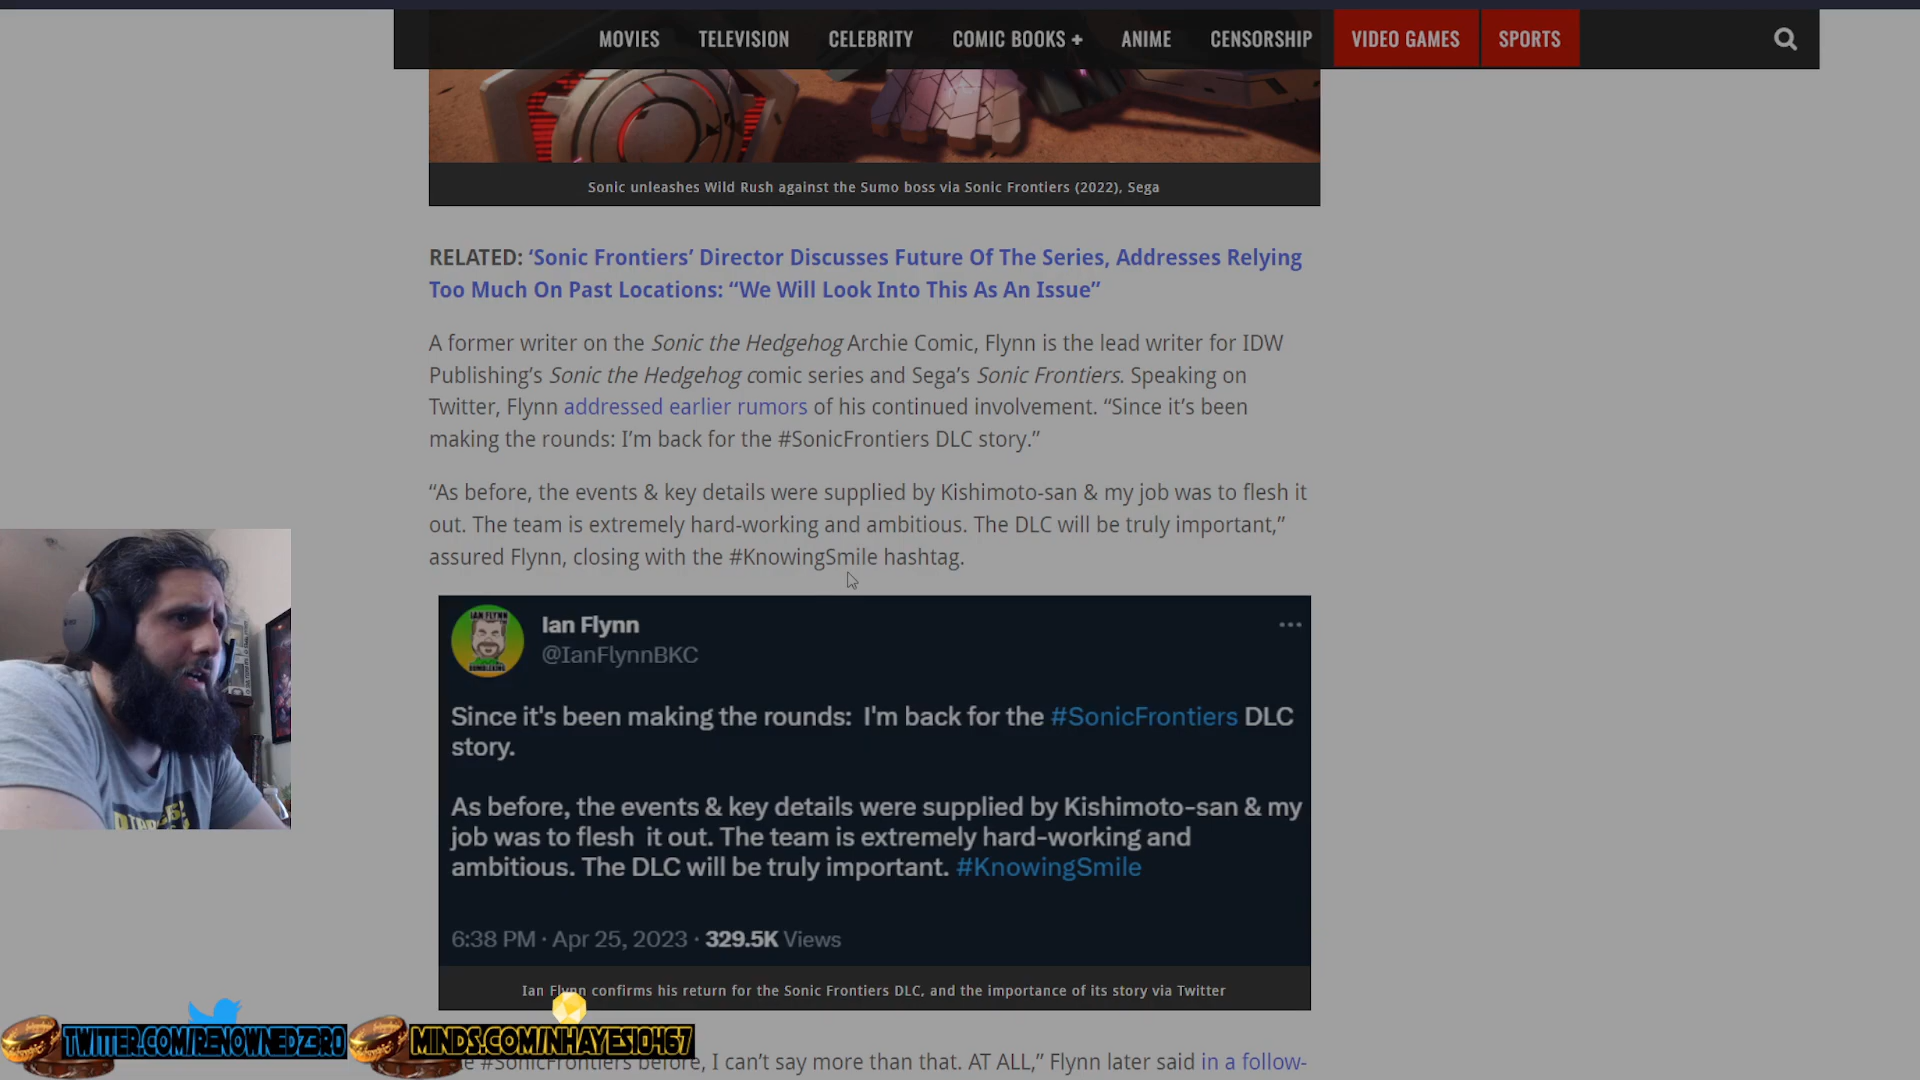 MOVIES TELEVISION CELEBRITY COMIC BOOKS + ANIME CENSORSHIP VIDEO GAMES SPORTS
Sonic unleashes Wild Rush against the Sumo boss via Sonic Frontiers (2022), Sega
RELATED: ‘Sonic Frontiers’ Director Discusses Future Of The Series, Addresses Relying
Too Much On Past Locations: “We Will Look Into This As An Issue”
A former writer on the Sonic the Hedgehog Archie Comic, Flynn is the lead writer for IDW
Publishing’s Sonic the Hedgehog comic series and Sega’s Sonic Frontiers. Speaking on
Twitter, Flynn addressed earlier rumors of his continued involvement. “Since it’s been
making the rounds: I’m back for the #SonicFrontiers DLC story.”
“As before, the events & key details were supplied by Kishimoto-san & my job was to flesh it
out. The team is extremely hard-working and ambitious. The DLC will be truly important,”
assured Flynn, closing with the #KnowingSmile hashtag.
IAN FLYNN
Ian Flynn
@IanFlynnBKC
Since it's been making the rounds: I'm back for the #SonicFrontiers DLC
story.
As before, the events & key details were supplied by Kishimoto-san & my
job was to flesh it out. The team is extremely hard-working and
ambitious. The DLC will be truly important. #KnowingSmile
6:38 PM · Apr 25, 2023 · 329.5K Views
Ian Flynn confirms his return for the Sonic Frontiers DLC, and the importance of its story via Twitter
#SonicFrontiers before, I can’t say more than that. AT ALL,” Flynn later said in a follow-
TWITTER.COM/RENOWNEDZ3RO MINDS.COM/NHAYES10467